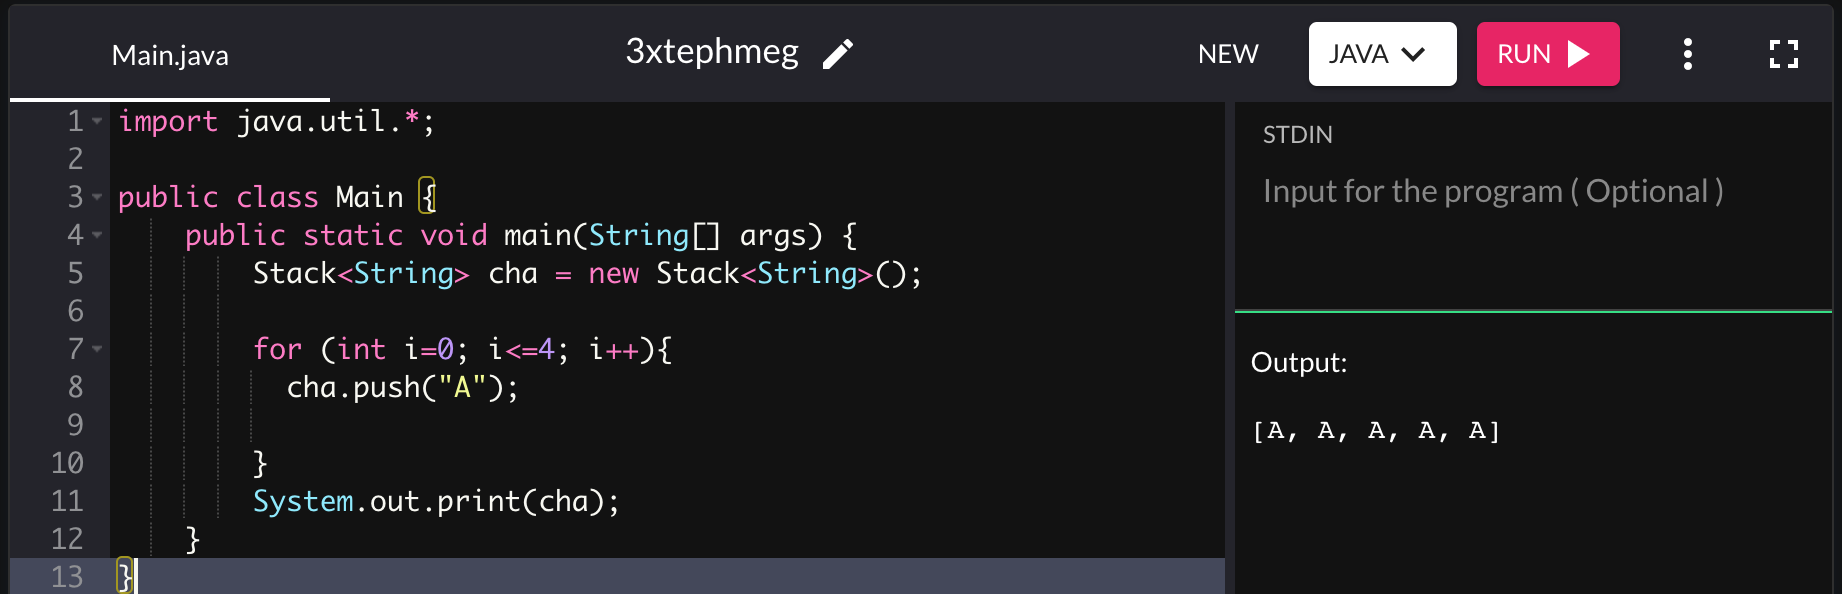 Main.java
3xtephmeg
NEW
JAVA
RUN
1 import java.util.*;
2
3 public class Main {
4     public static void main(String[] args) {
5         Stack<String> cha = new Stack<String>();
6
7         for (int i=0; i<=4; i++){
8           cha.push("A");
9
10         }
11         System.out.print(cha);
12     }
13 }
STDIN
Input for the program ( Optional )
Output:
[A, A, A, A, A]